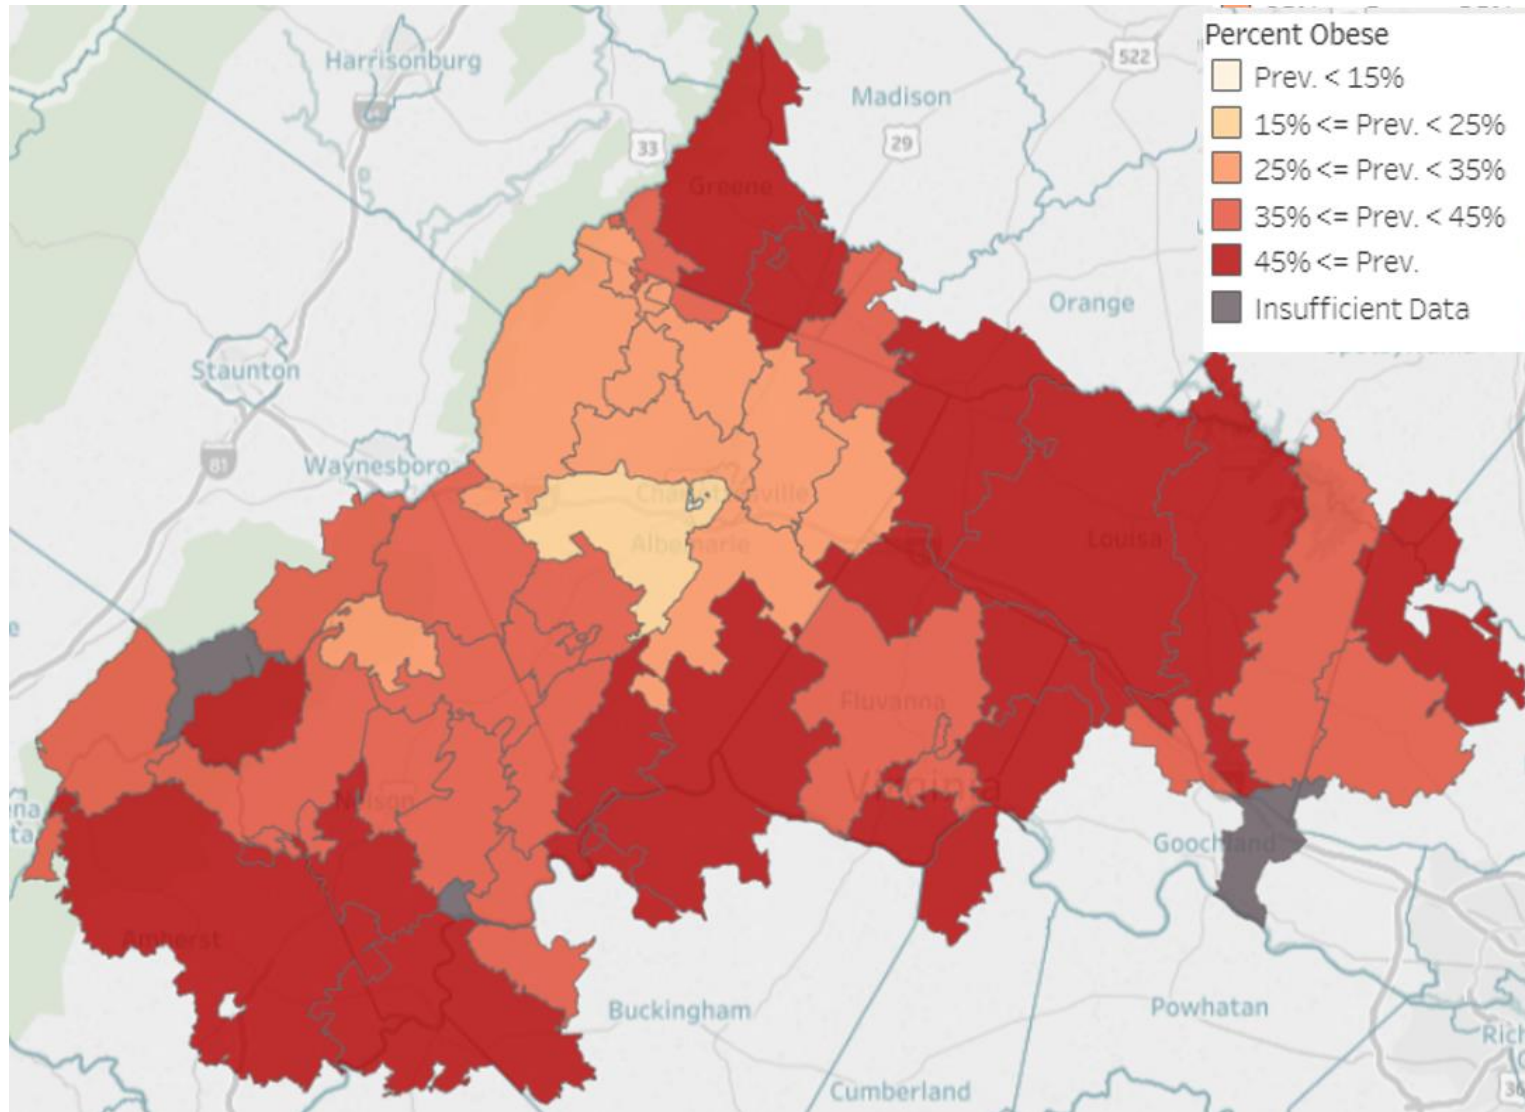 Percent Obese
Prev. < 15%
15% <= Prev. < 25%
25% <= Prev. < 35%
35% <= Prev. < 45%
45% <= Prev.
Insufficient Data
Harrisonburg
522
Madison
33
29
Greene
Orange
Staunton
81
Waynesboro
Charlottesville
Albemarle
Louisa
Fluvanna
Virginia
Nelson
Goochland
Amherst
Buckingham
Powhatan
Cumberland